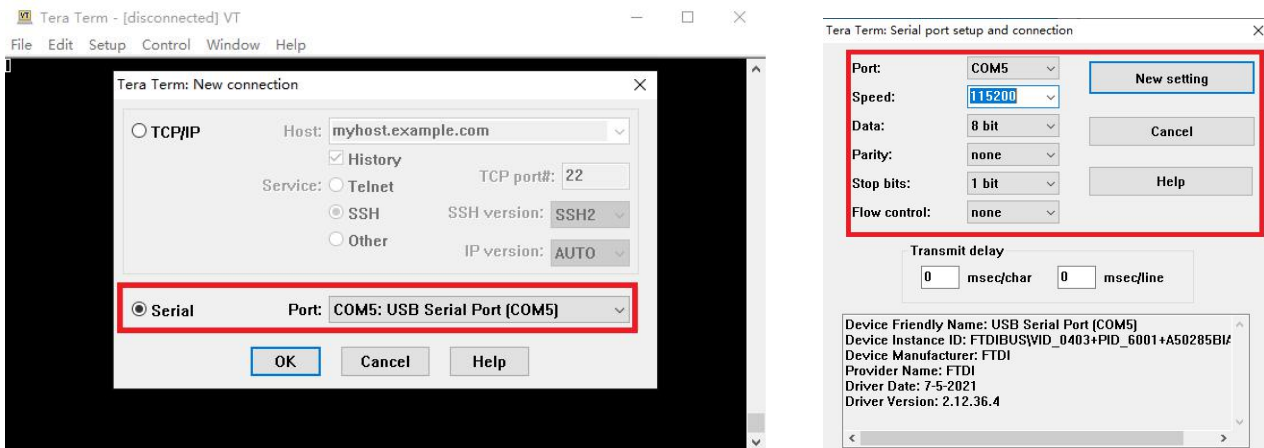 Tera Term - [disconnected] VT
File Edit Setup Control Window Help
Tera Term: New connection
TCP/IP
Host: myhost.example.com
History
Service: Telnet
TCP port#: 22
SSH
SSH version: SSH2
Other
IP version: AUTO
Serial
Port: COM5: USB Serial Port (COM5)
OK Cancel Help
Tera Term: Serial port setup and connection
Port: COM5
New setting
Speed: 115200
Data: 8 bit
Cancel
Parity: none
Stop bits: 1 bit
Help
Flow control: none
Transmit delay
0 msec/char 0 msec/line
Device Friendly Name: USB Serial Port (COM5)
Device Instance ID: FTDIBUS\VID_0403+PID_6001+A50285BIA
Device Manufacturer: FTDI
Provider Name: FTDI
Driver Date: 7-5-2021
Driver Version: 2.12.36.4